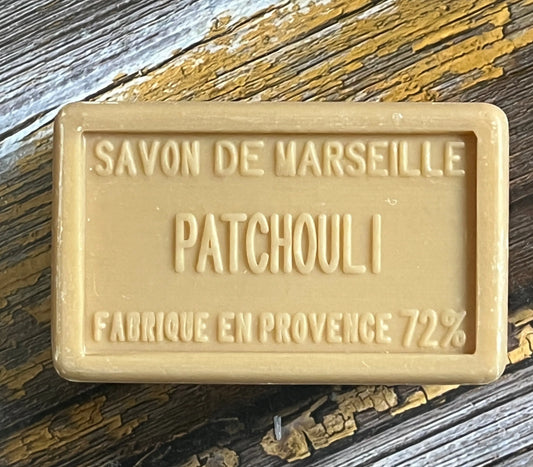 SAVON DE MARSEILLE
PATCHOULI
FABRIQUE EN PROVENCE 72%